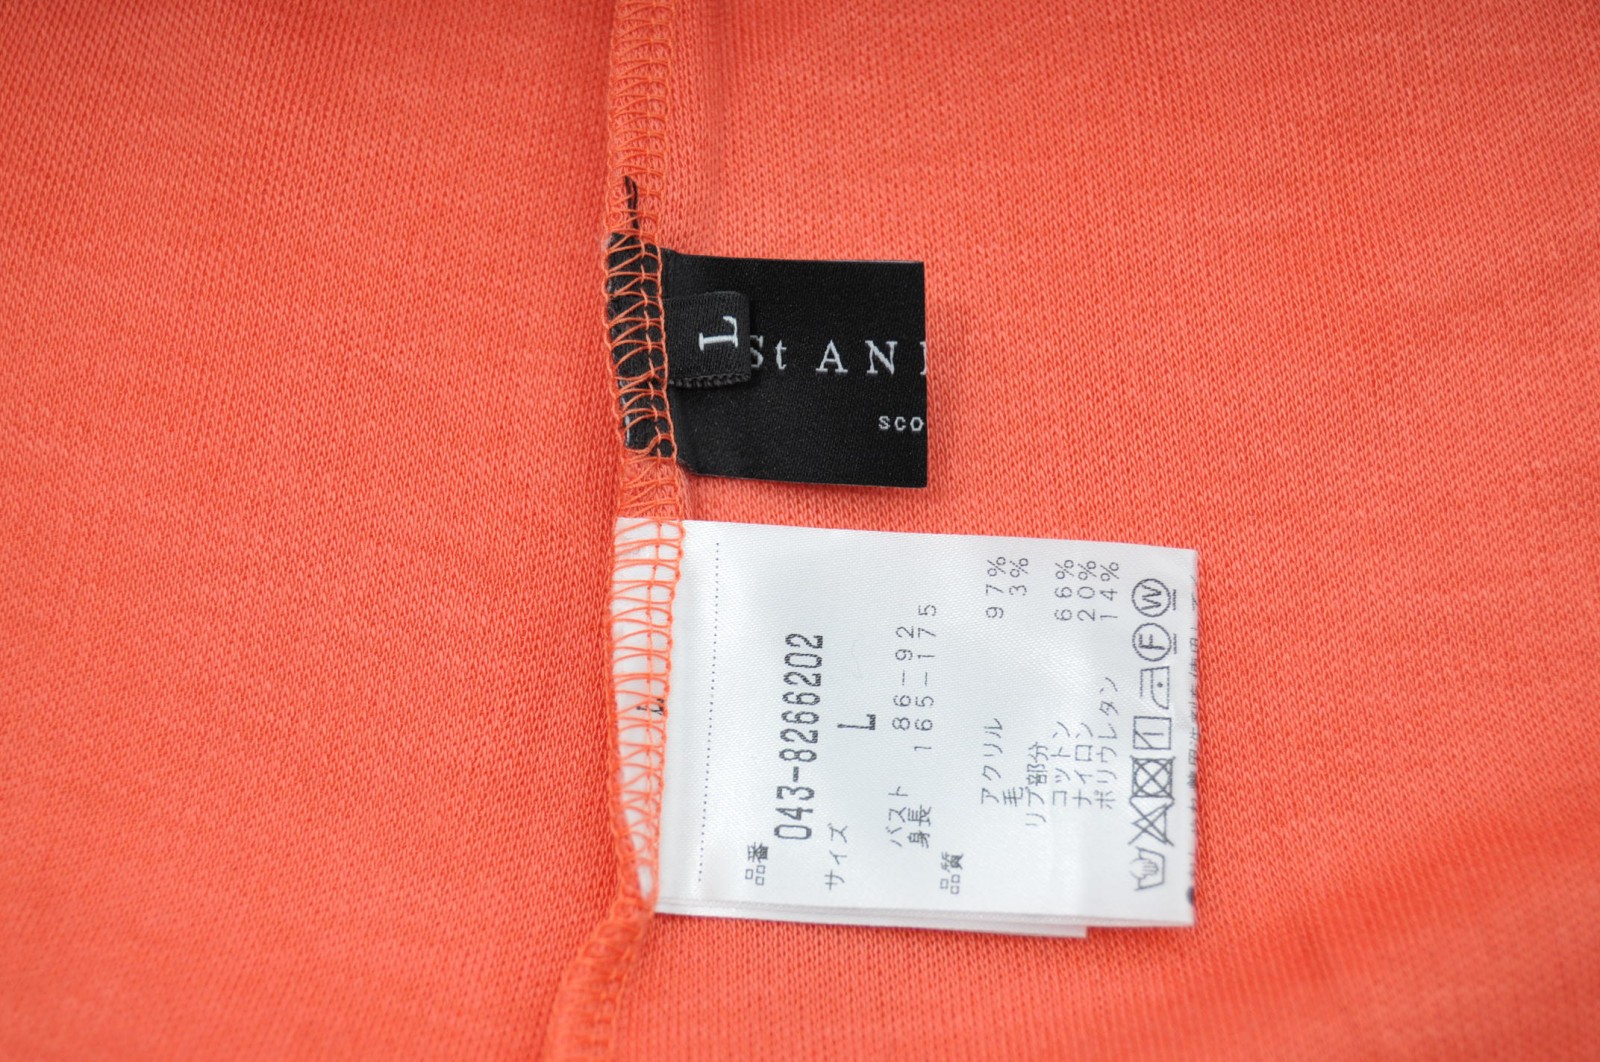 L
St AN
sco
品番
043-8266202
サイズ L
バスト 86-92
身長 165-175
品質
アクリル 97%
毛 3%
リブ部分
コットン 66%
ナイロン 20%
ポリウレタン 14%
F W